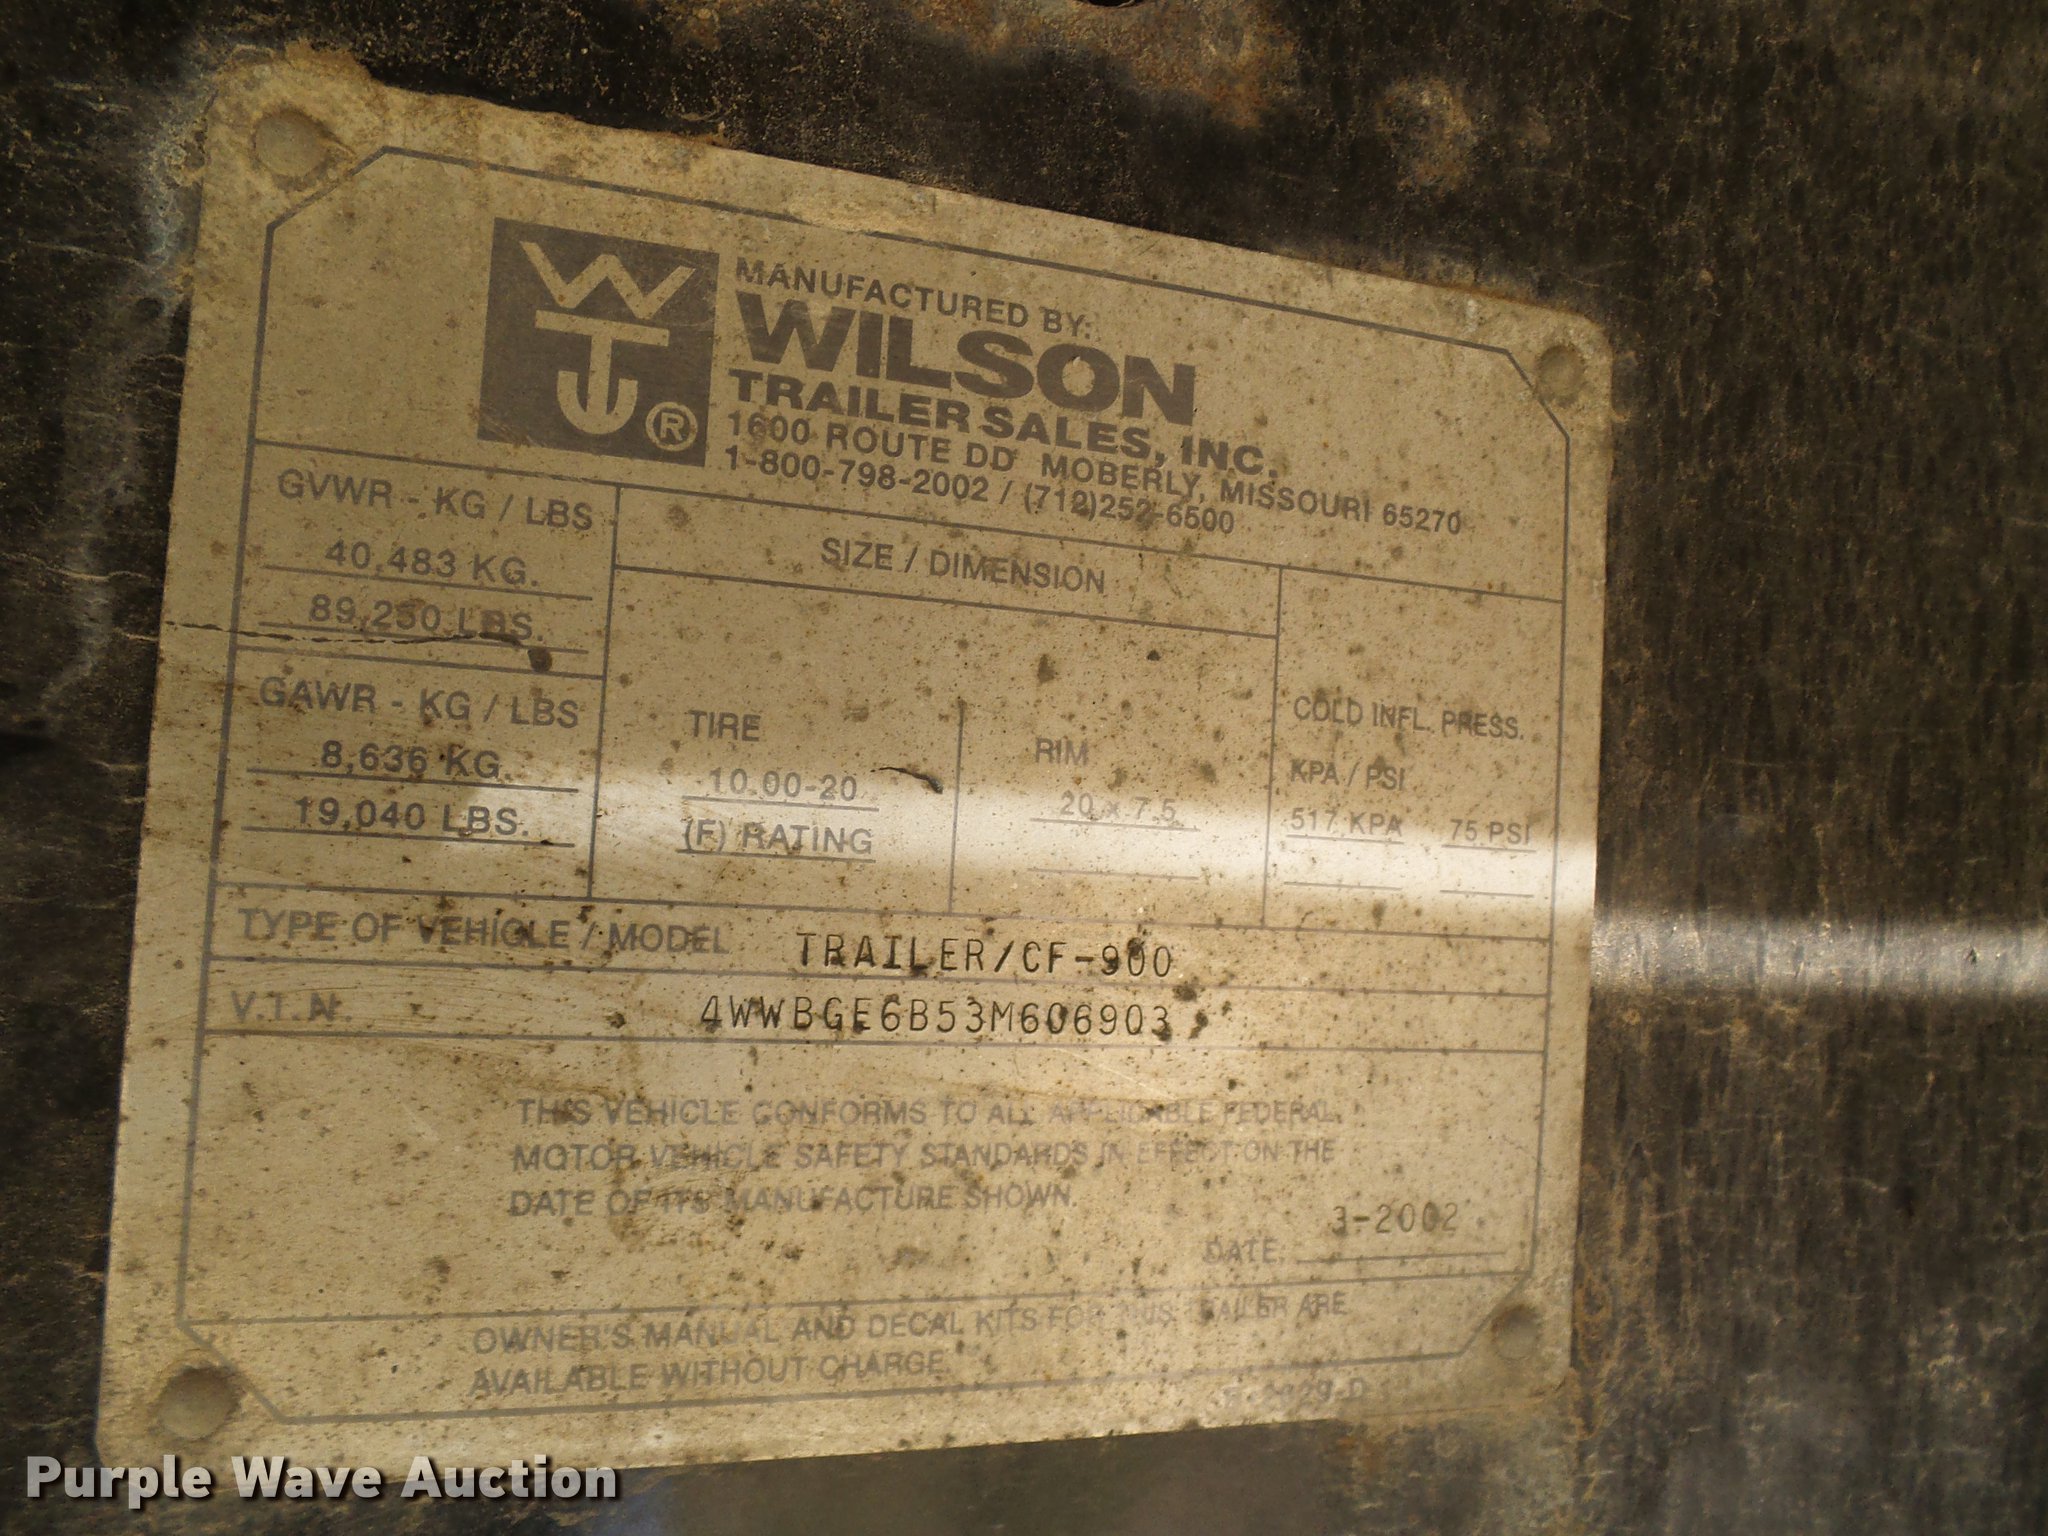 WTS®
MANUFACTURED BY:
WILSON
TRAILER SALES, INC.
1600 ROUTE DD MOBERLY, MISSOURI 65270
1-800-798-2002 / (712)252-6500
GVWR - KG / LBS
40,483 KG.
89,250 LBS.
GAWR - KG / LBS
8,636 KG.
19,040 LBS.
SIZE / DIMENSION
TIRE
10.00-20
(F) RATING
RIM
20 x 7.5
COLD INFL. PRESS.
KPA / PSI
517 KPA 75 PSI
TYPE OF VEHICLE / MODEL TRAILER/CF-900
V.I.N. 4WWBGE6B53M606903
THIS VEHICLE CONFORMS TO ALL APPLICABLE FEDERAL
MOTOR VEHICLE SAFETY STANDARDS IN EFFECT ON THE
DATE OF ITS MANUFACTURE SHOWN.
DATE: 3-2002
OWNER'S MANUAL AND DECAL KITS FOR THIS TRAILER ARE
AVAILABLE WITHOUT CHARGE.
Purple Wave Auction